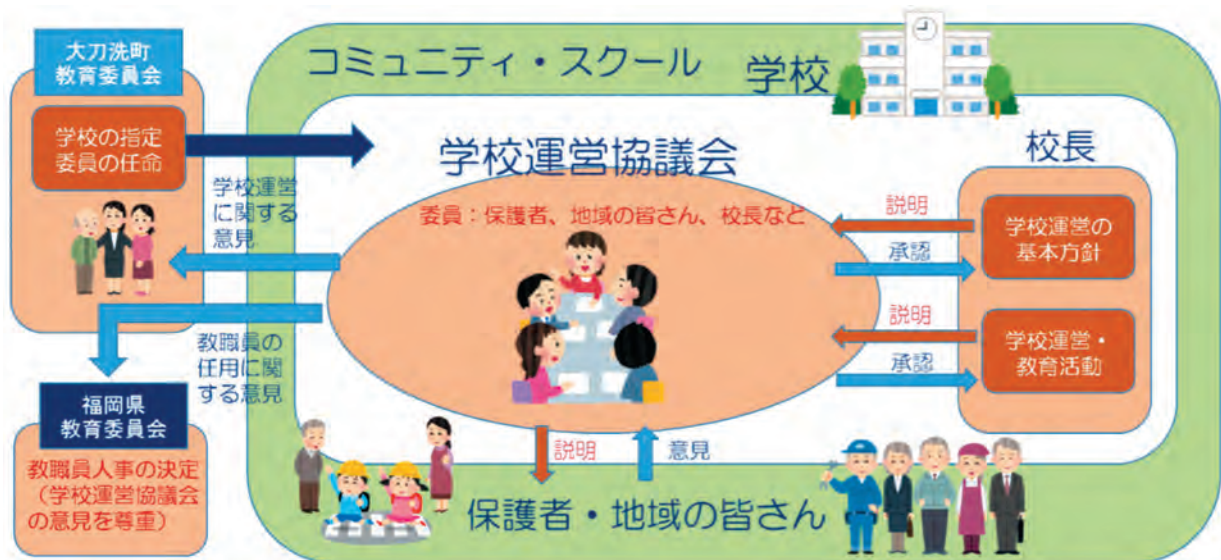 大刀洗町
教育委員会
学校の指定
委員の任命
学校運営
に関する
意見
教職員の
任用に関
する意見
福岡県
教育委員会
教職員人事の決定
(学校運営協議会
の意見を尊重)
コミュニティ・スクール
学校
学校運営協議会
委員:保護者、地域の皆さん、校長など
校長
説明
学校運営の
基本方針
承認
説明
学校運営・
教育活動
承認
説明
意見
保護者・地域の皆さん